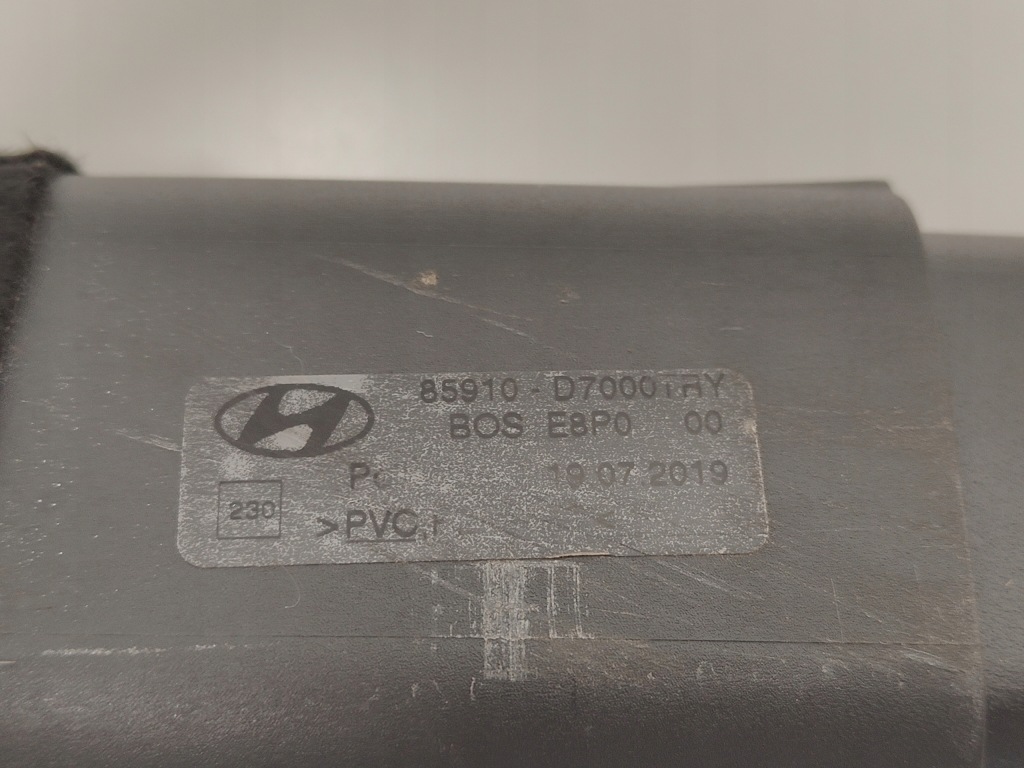 85910 - D7000TRY
BOS E8P0 00
19.07.2019
230
>PVC,